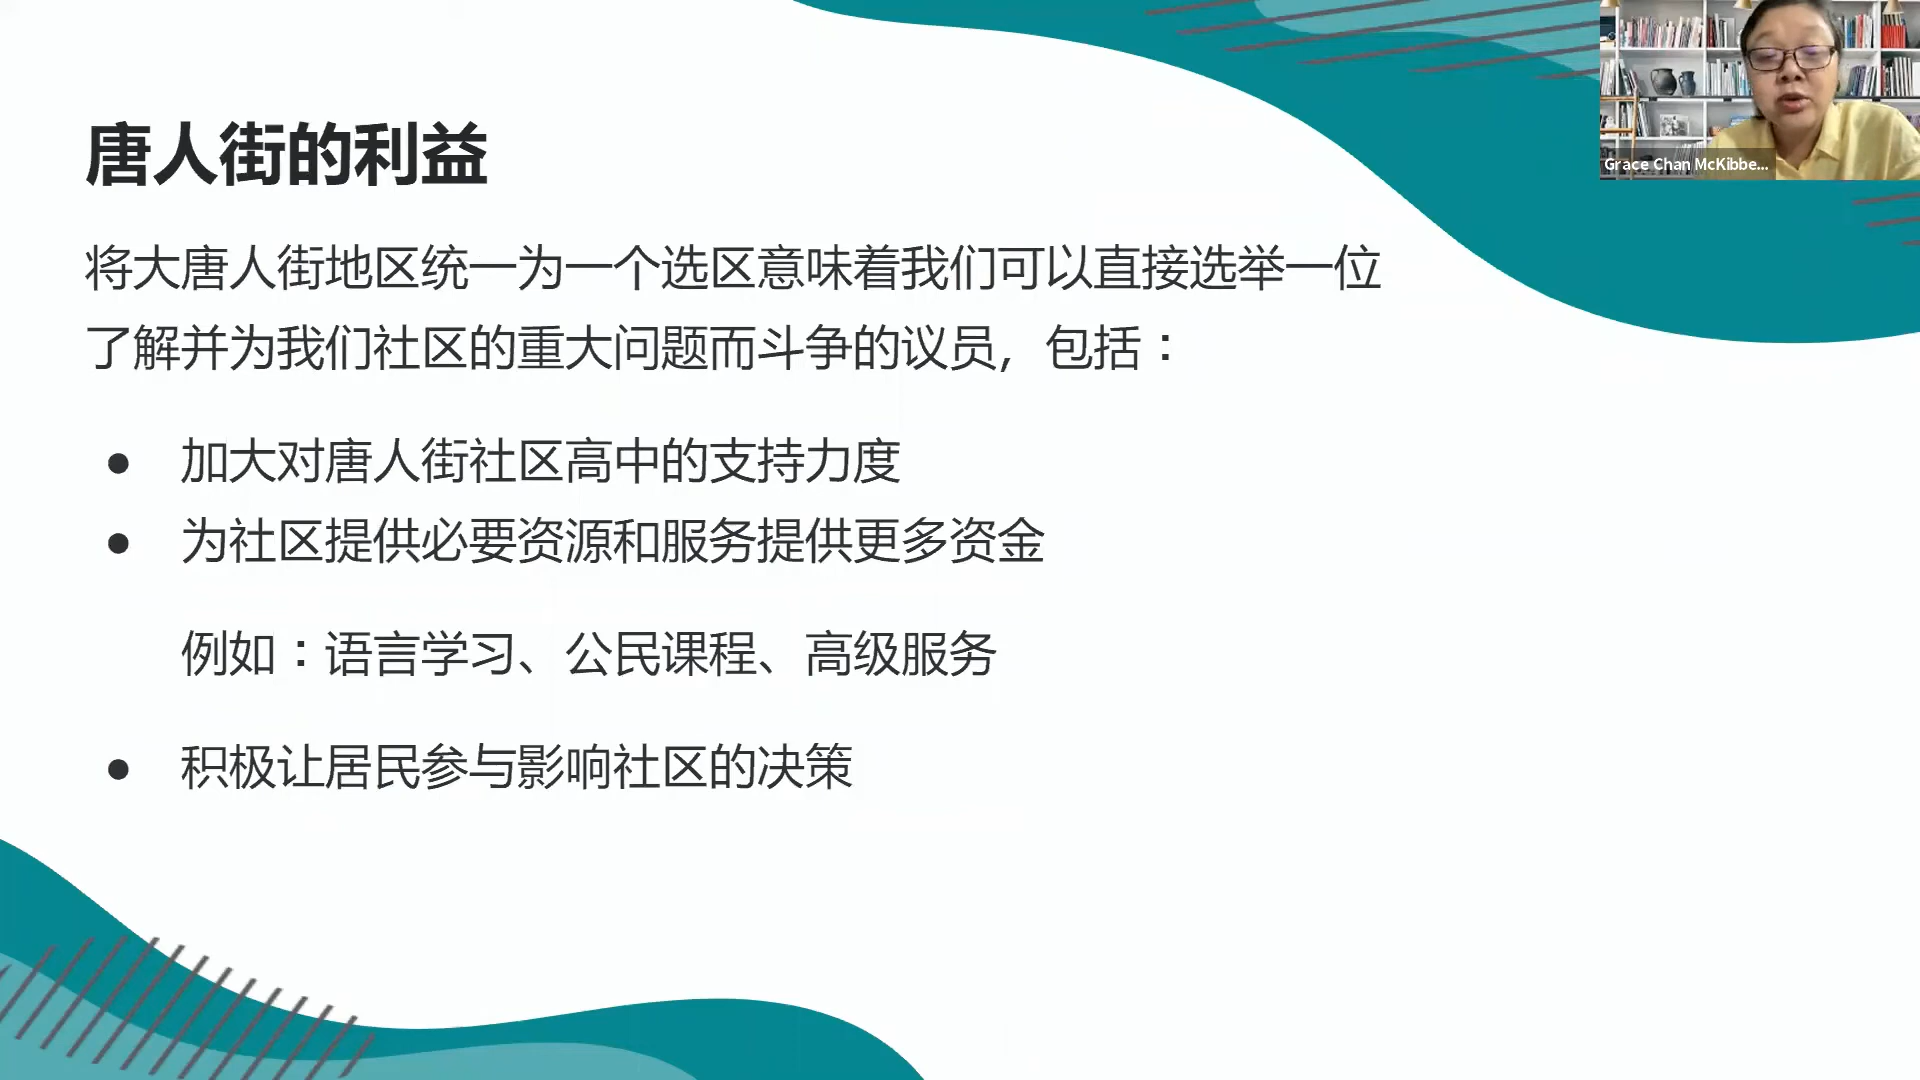 唐人街的利益
将大唐人街地区统一为一个选区意味着我们可以直接选举一位
了解并为我们社区的重大问题而斗争的议员，包括：
● 加大对唐人街社区高中的支持力度
● 为社区提供必要资源和服务提供更多资金
例如：语言学习、公民课程、高级服务
● 积极让居民参与影响社区的决策
Grace Chan McKibbe...